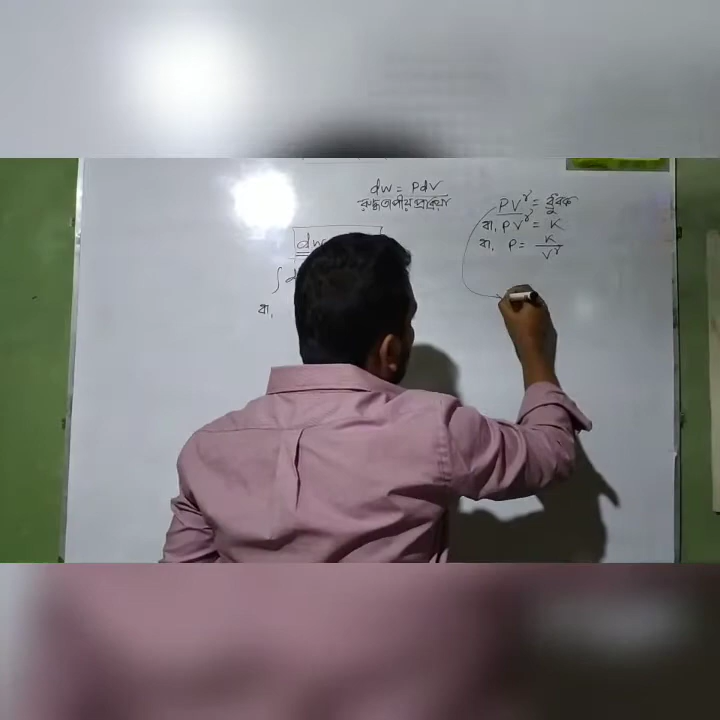 dw = PdV
রুদ্ধতাপীয় প্রক্রিয়া
PV^γ = ধ্রুবক
বা, PV^γ = K
বা, P = K/V^γ
dw
∫d
বা,